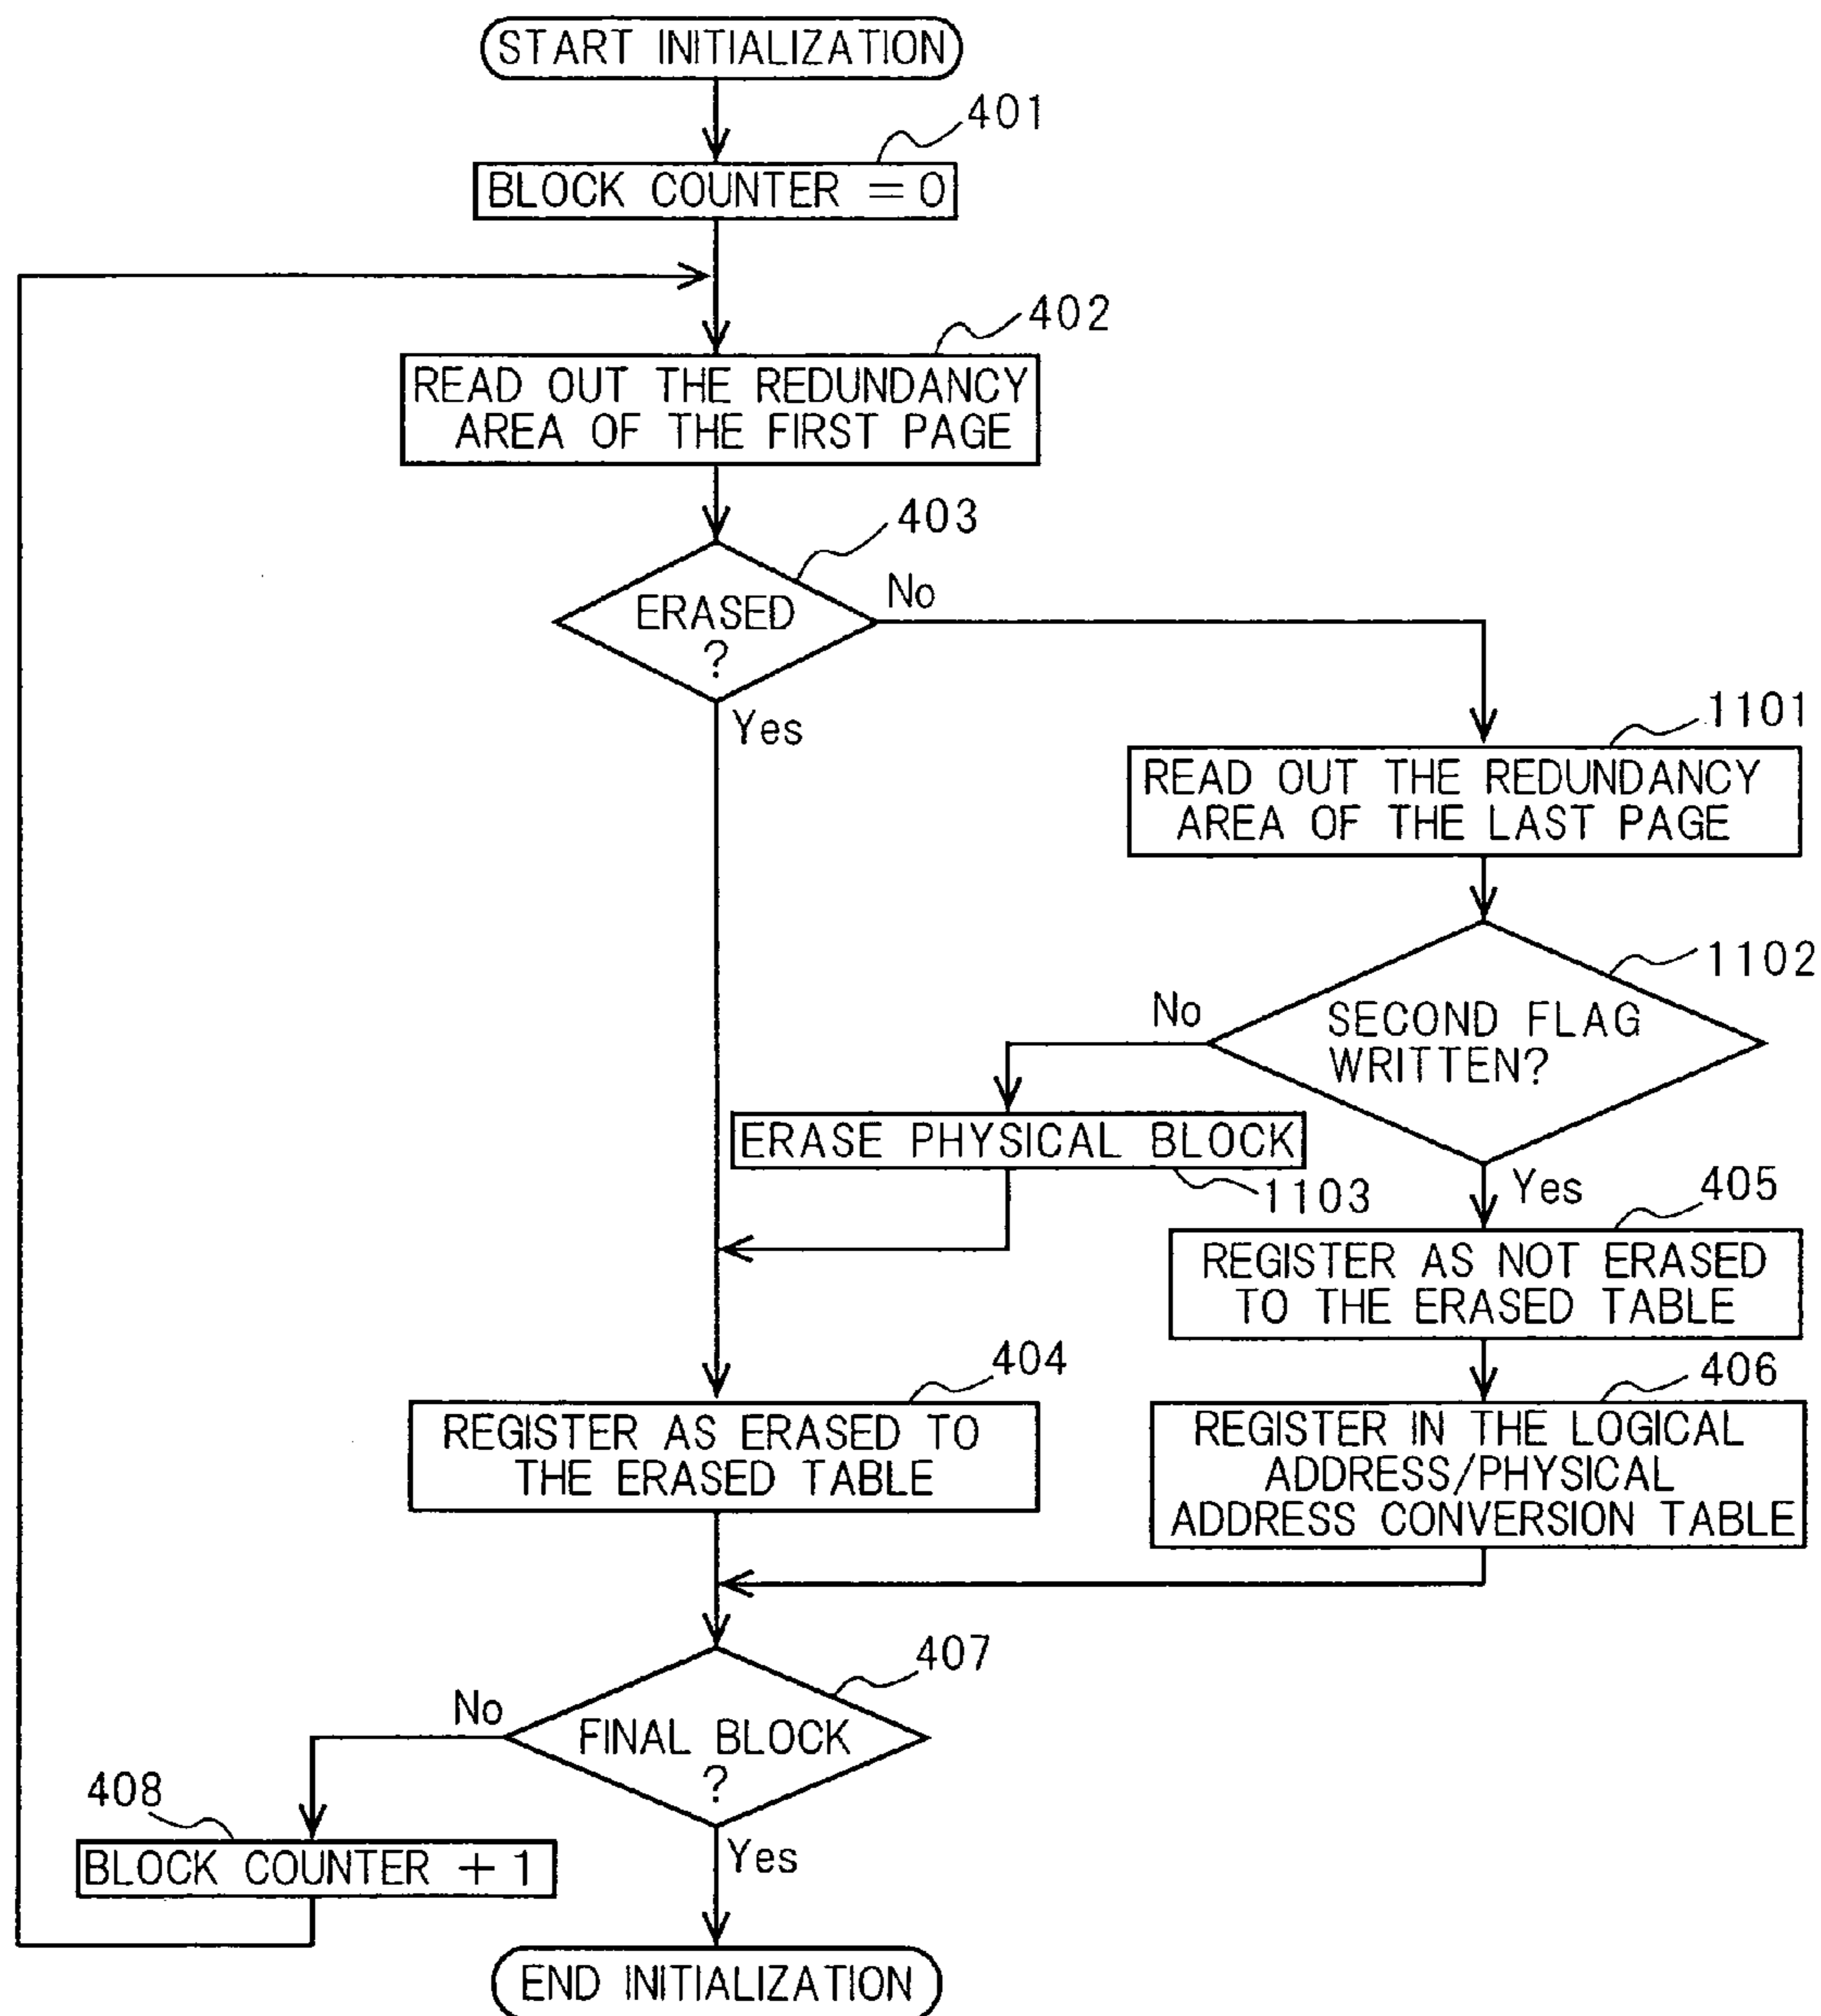 START INITIALIZATION
401
BLOCK COUNTER = 0
402
READ OUT THE REDUNDANCY
AREA OF THE FIRST PAGE
403
ERASED
?
No
Yes
1101
READ OUT THE REDUNDANCY
AREA OF THE LAST PAGE
1102
SECOND FLAG
WRITTEN?
No
ERASE PHYSICAL BLOCK
1103
Yes
405
REGISTER AS NOT ERASED
TO THE ERASED TABLE
404
REGISTER AS ERASED TO
THE ERASED TABLE
406
REGISTER IN THE LOGICAL
ADDRESS/PHYSICAL
ADDRESS CONVERSION TABLE
407
FINAL BLOCK
?
No
408
BLOCK COUNTER + 1
Yes
END INITIALIZATION